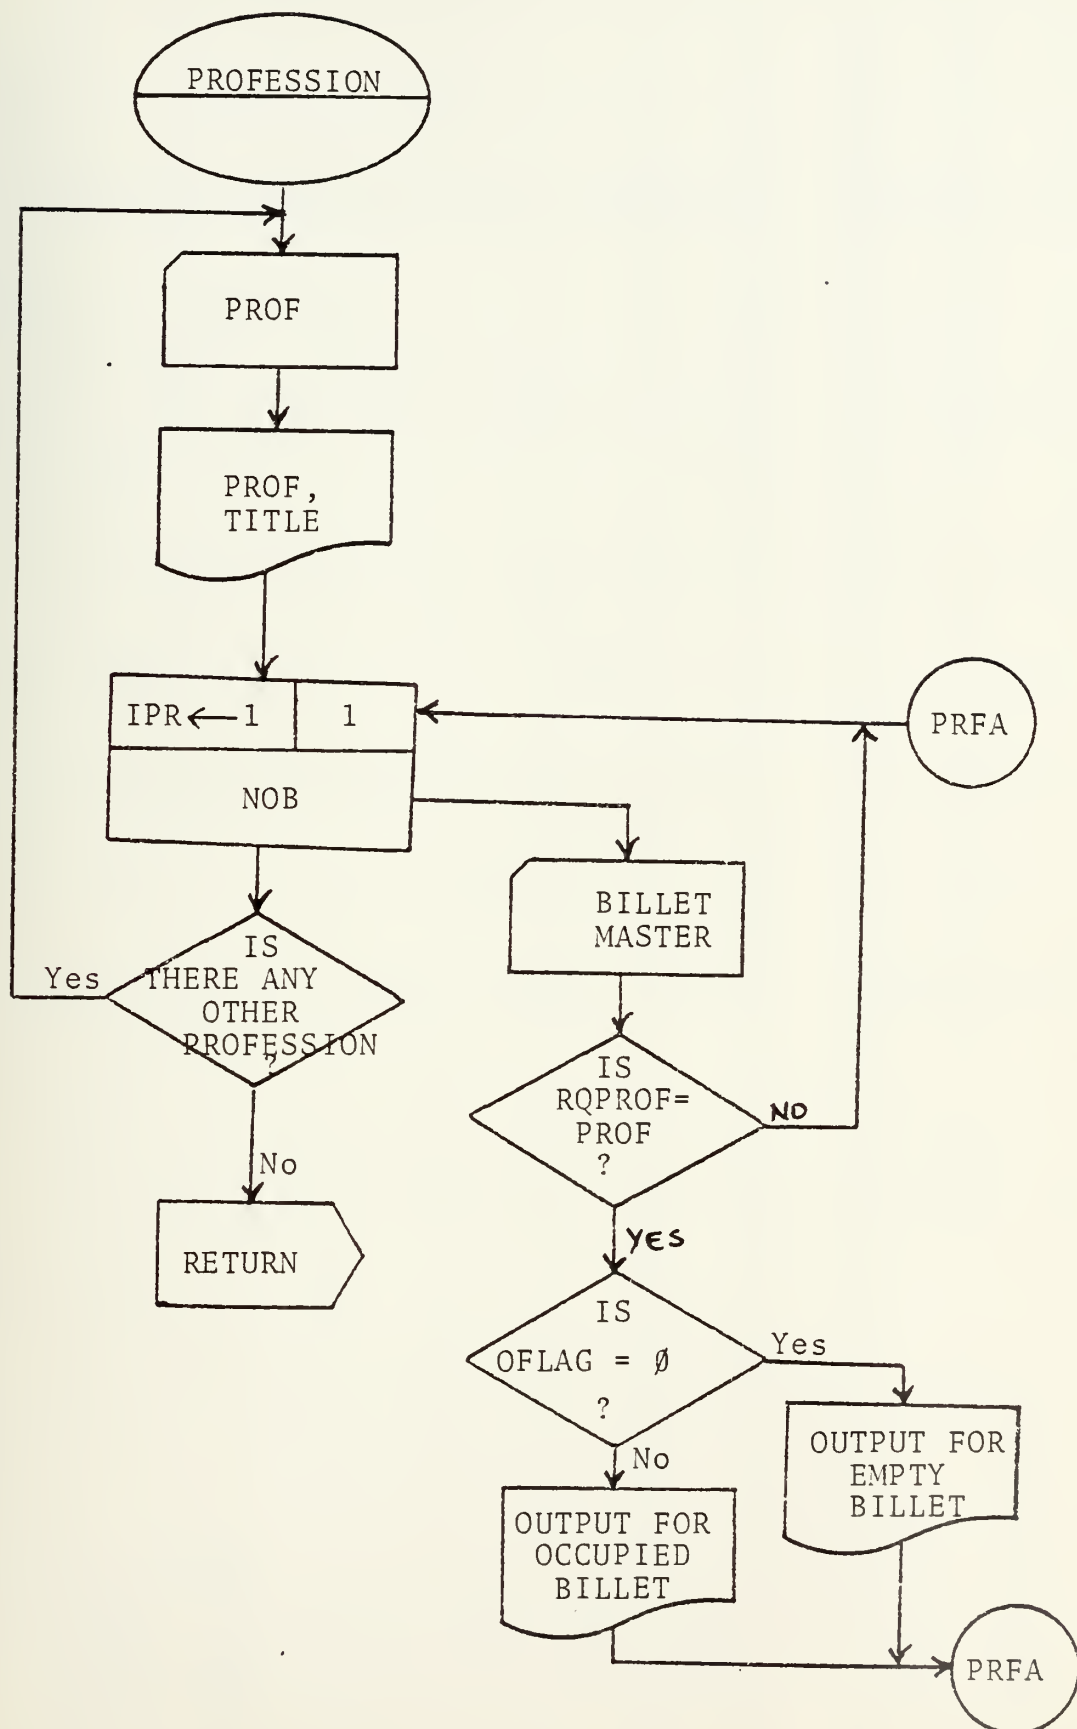 PROFESSION
PROF
PROF,
TITLE
IPR ← 1
1
NOB
PRFA
BILLET
MASTER
IS
THERE ANY
OTHER
PROFESSION
?
Yes
No
RETURN
IS
RQPROF=
PROF
?
NO
YES
IS
OFLAG = Ø
?
Yes
No
OUTPUT FOR
EMPTY
BILLET
OUTPUT FOR
OCCUPIED
BILLET
PRFA